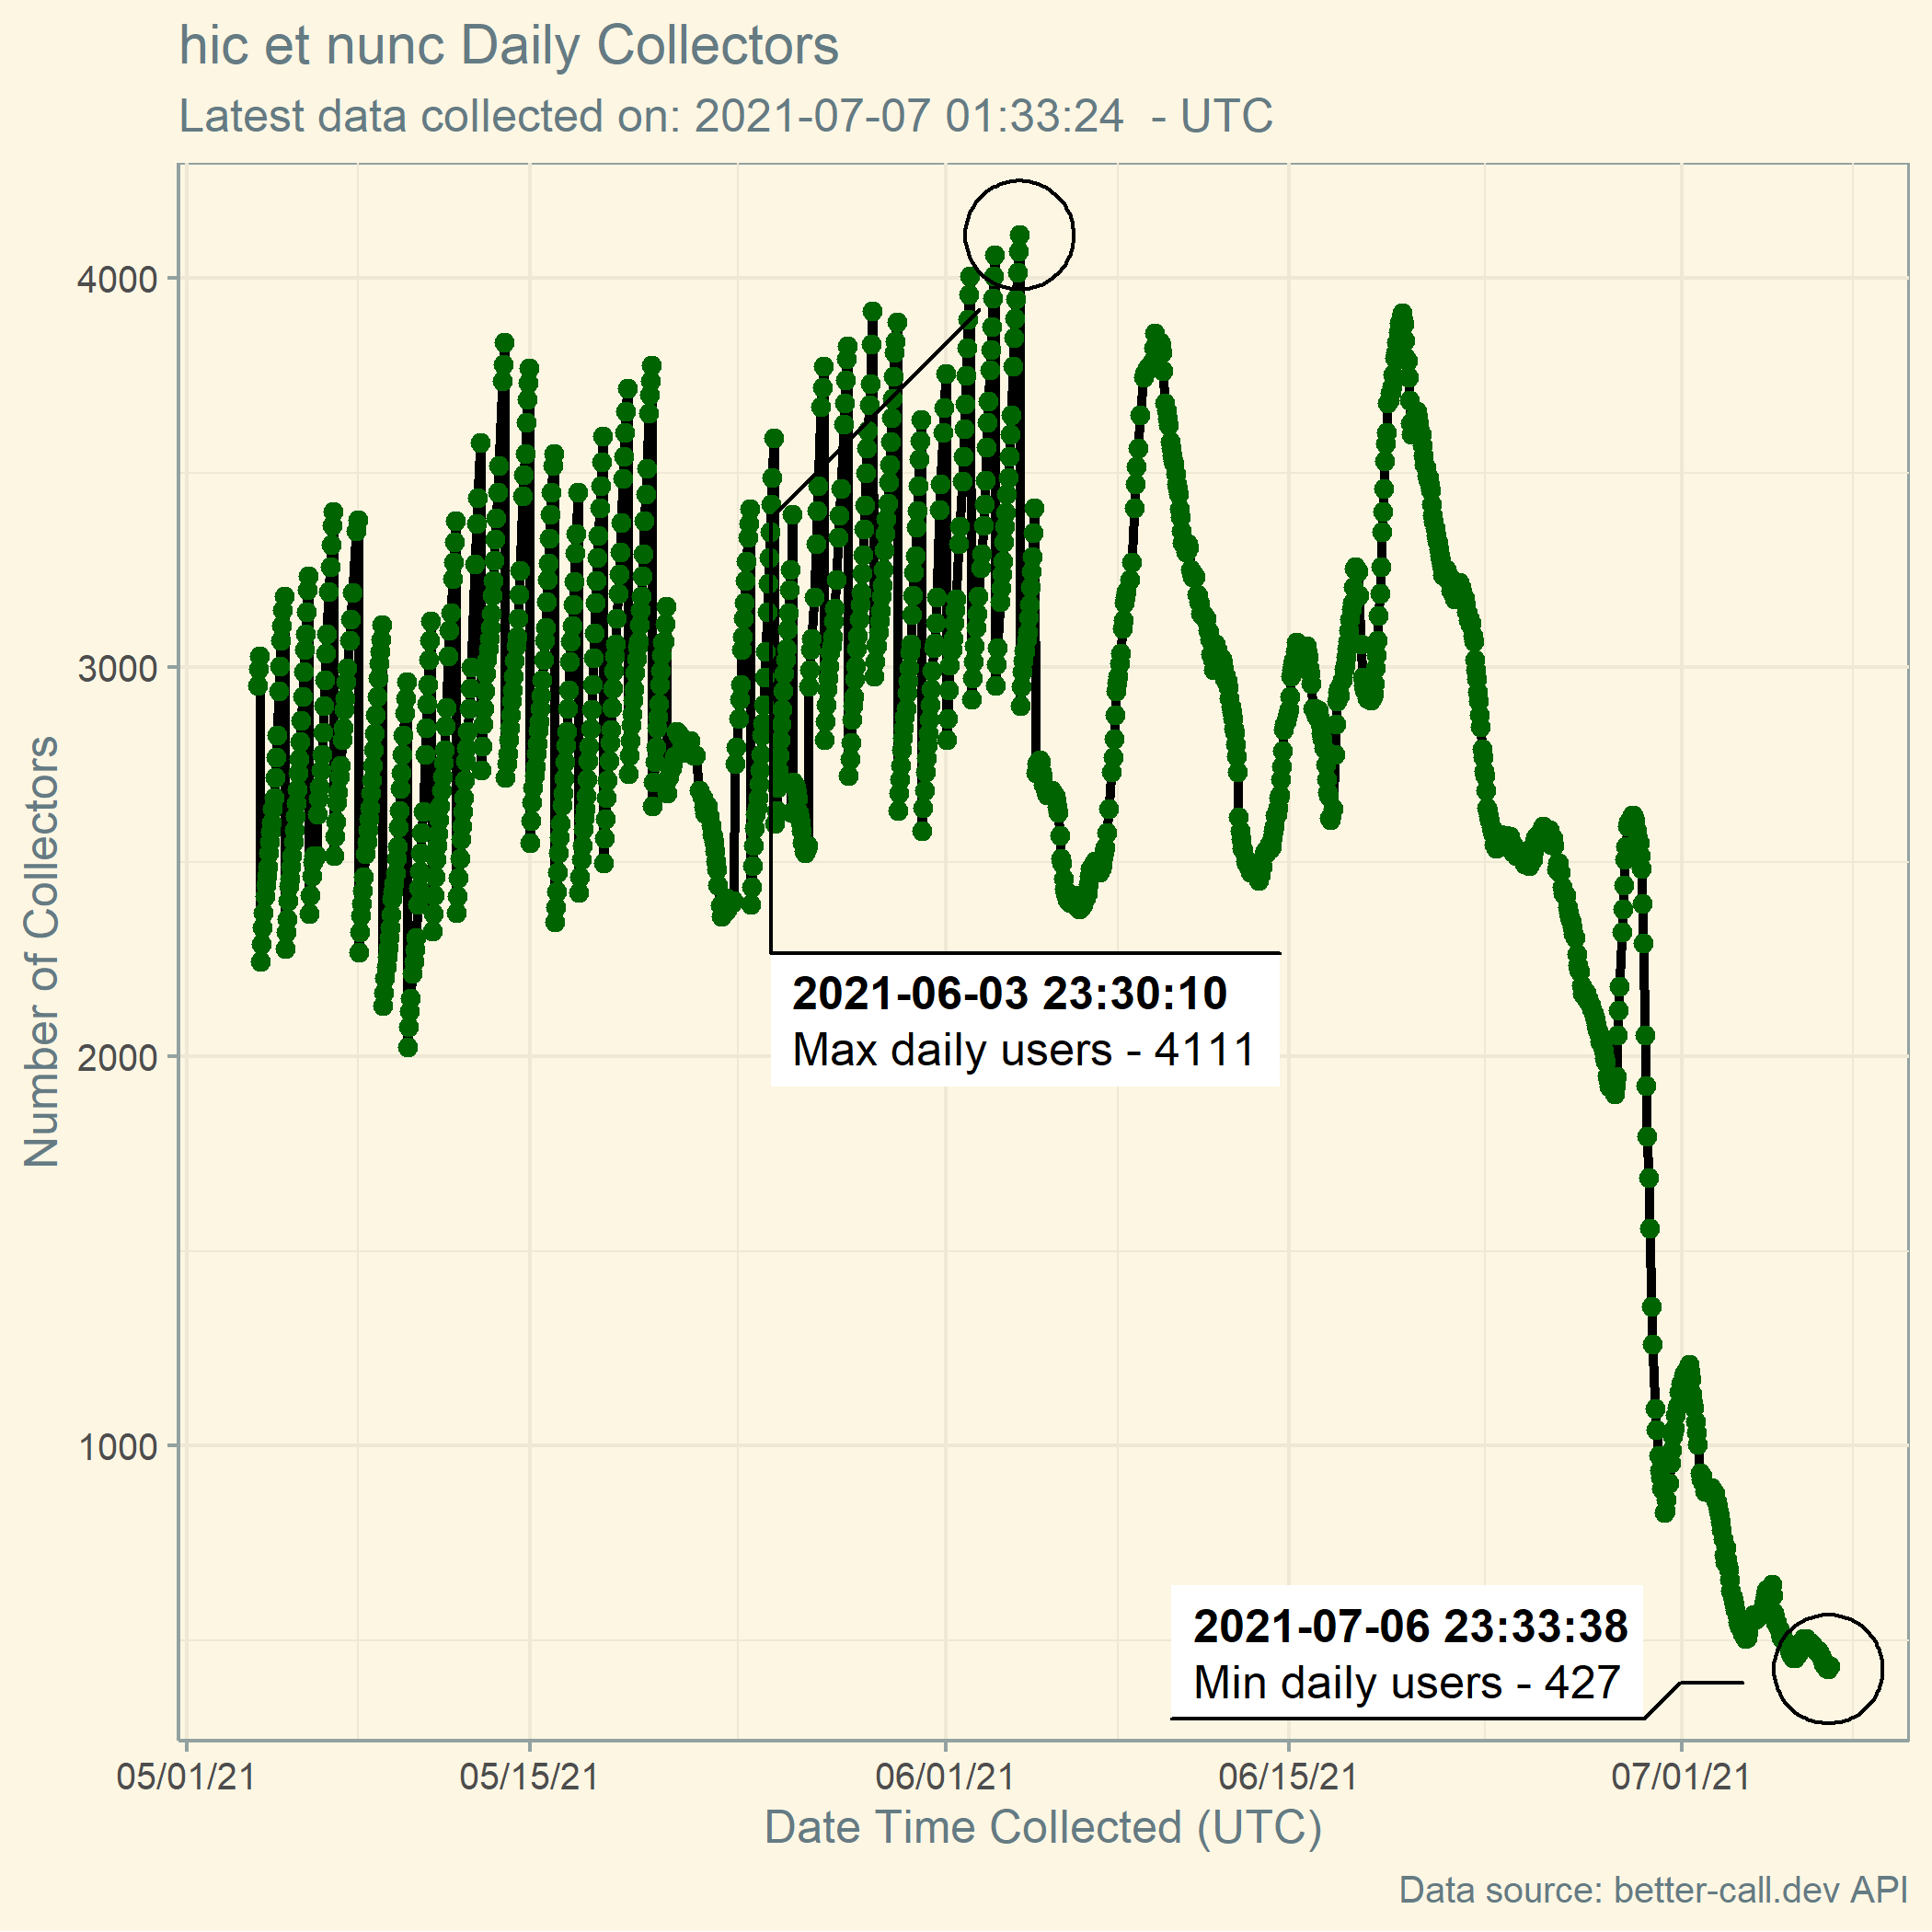 hic et nunc Daily Collectors
Latest data collected on: 2021-07-07 01:33:24  - UTC
Number of Collectors
4000
3000
2000
1000
2021-06-03 23:30:10
Max daily users - 4111
2021-07-06 23:33:38
Min daily users - 427
05/01/21
05/15/21
06/01/21
06/15/21
07/01/21
Date Time Collected (UTC)
Data source: better-call.dev API